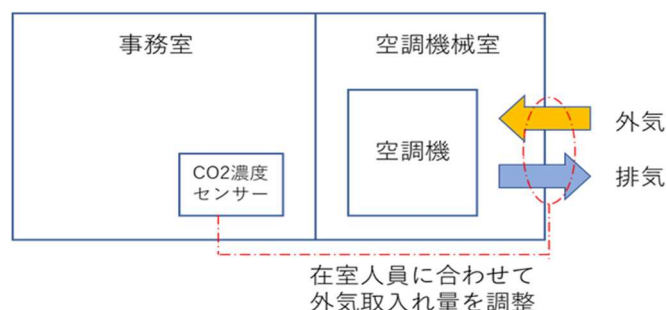 事務室
空調機械室
空調機
外気
CO2濃度
センサー
排気
在室人員に合わせて
外気取入れ量を調整